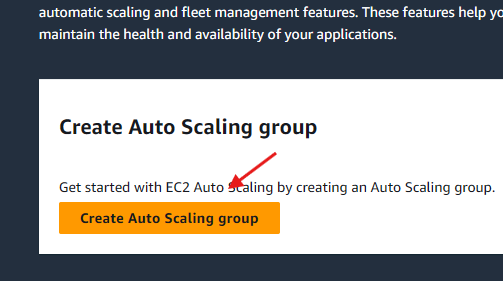 automatic scaling and fleet management features. These features help
maintain the health and availability of your applications.
Create Auto Scaling group
Get started with EC2 Auto Scaling by creating an Auto Scaling group.
Create Auto Scaling group